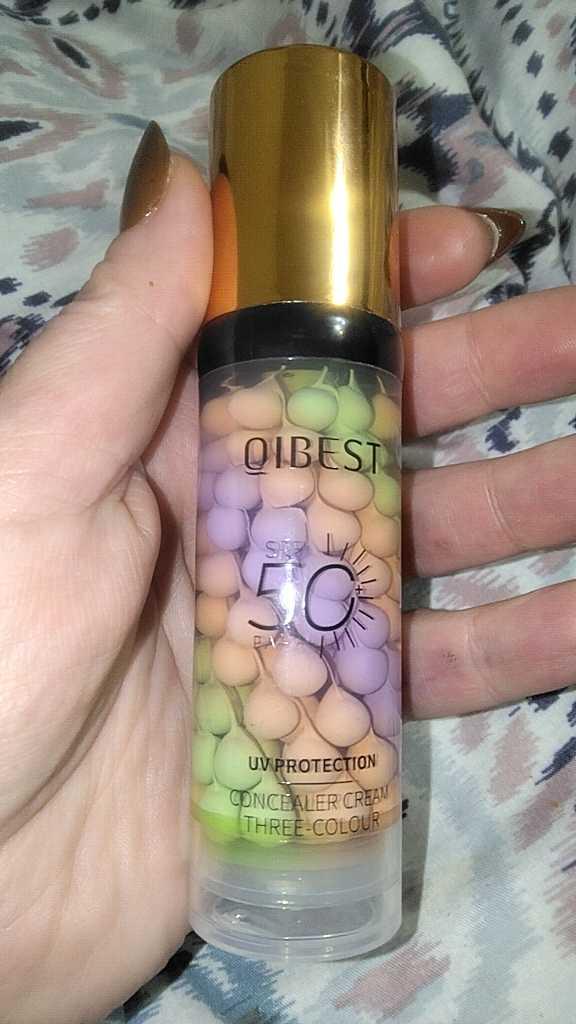 QIBEST
SPF
50+
UV PROTECTION
CONCEALER CREAM
THREE-COLOUR